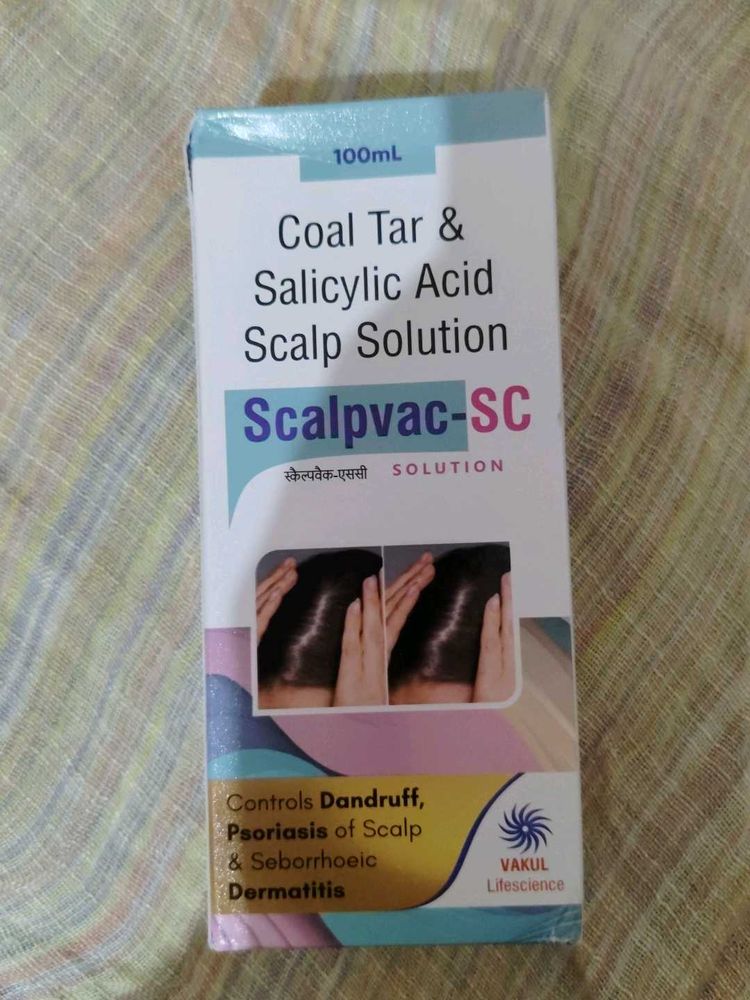 100mL
Coal Tar &
Salicylic Acid
Scalp Solution
Scalpvac-SC
स्कैल्पवैक-एससी SOLUTION
Controls Dandruff,
Psoriasis of Scalp
& Seborrhoeic
Dermatitis
VAKUL
Lifescience